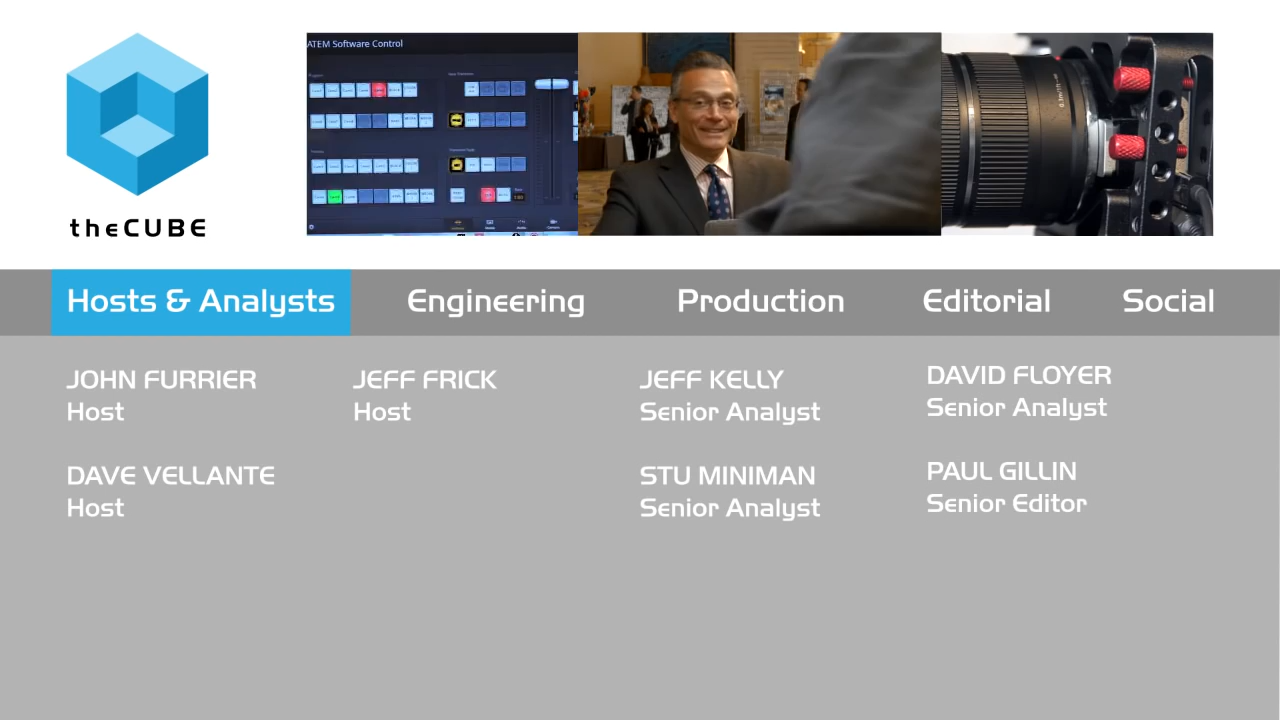 ATEM Software Control
theCUBE
Hosts & Analysts
Engineering
Production
Editorial
Social
JOHN FURRIER
Host
JEFF FRICK
Host
JEFF KELLY
Senior Analyst
DAVID FLOYER
Senior Analyst
DAVE VELLANTE
Host
STU MINIMAN
Senior Analyst
PAUL GILLIN
Senior Editor